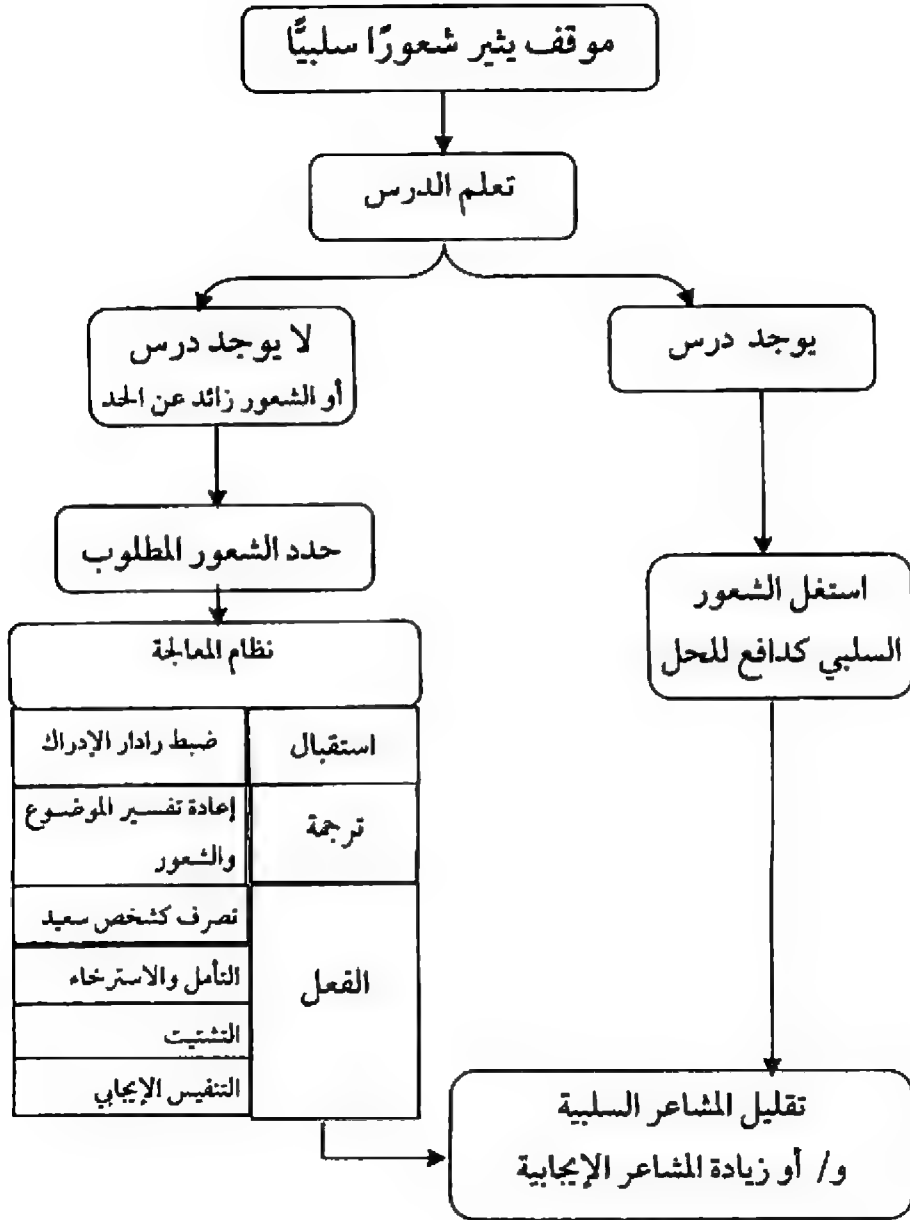 موقف يثير شعورًا سلبيًّا
تعلم الدرس
يوجد درس
لا يوجد درس
أو الشعور زائد عن الحد
حدد الشعور المطلوب
استغل الشعور
السلبي كدافع للحل
نظام المعالجة
استقبال
ضبط رادار الإدراك
ترجمة
إعادة تفسير الموضوع
والشعور
الفعل
تصرف كشخص سعيد
التأمل والاسترخاء
التشتيت
التنفيس الإيجابي
تقليل المشاعر السلبية
و/ أو زيادة المشاعر الإيجابية